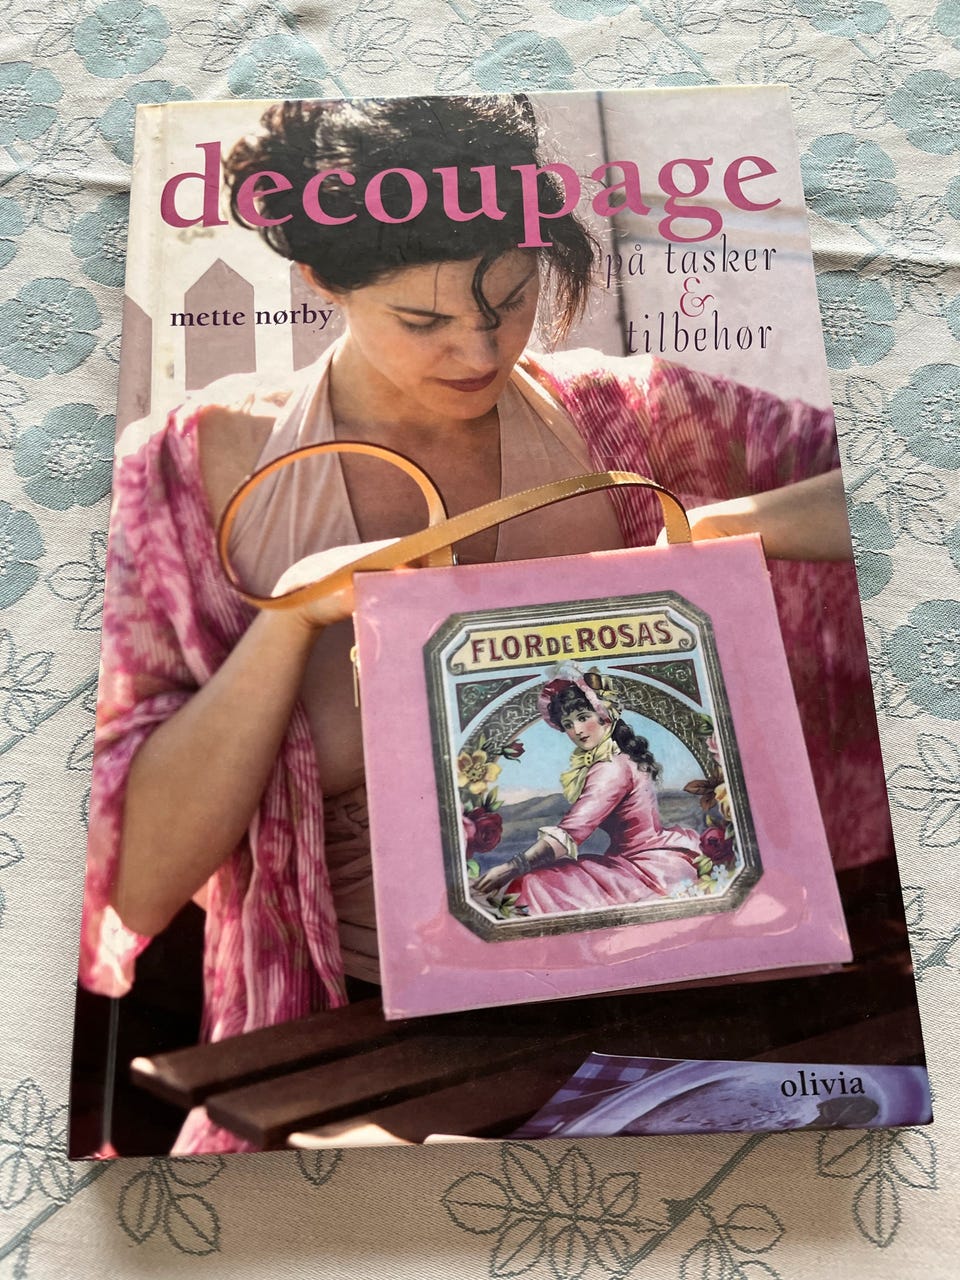 decoupage
på tasker
&
tilbehør
mette nørby
FLOR DE ROSAS
olivia